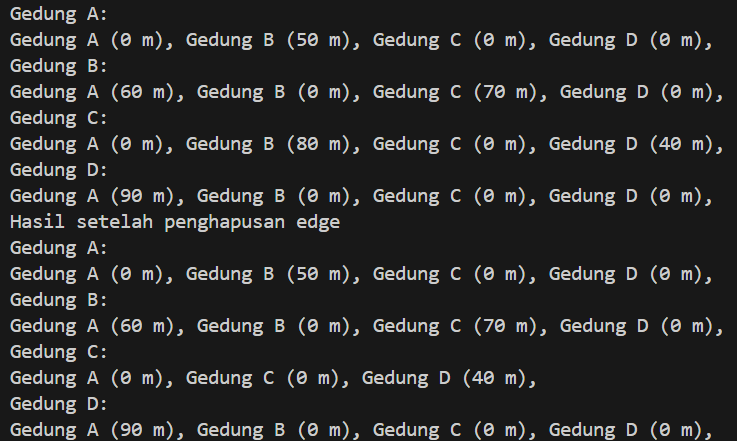 Gedung A:
Gedung A (0 m), Gedung B (50 m), Gedung C (0 m), Gedung D (0 m),
Gedung B:
Gedung A (60 m), Gedung B (0 m), Gedung C (70 m), Gedung D (0 m),
Gedung C:
Gedung A (0 m), Gedung B (80 m), Gedung C (0 m), Gedung D (40 m),
Gedung D:
Gedung A (90 m), Gedung B (0 m), Gedung C (0 m), Gedung D (0 m),
Hasil setelah penghapusan edge
Gedung A:
Gedung A (0 m), Gedung B (50 m), Gedung C (0 m), Gedung D (0 m),
Gedung B:
Gedung A (60 m), Gedung B (0 m), Gedung C (70 m), Gedung D (0 m),
Gedung C:
Gedung A (0 m), Gedung C (0 m), Gedung D (40 m),
Gedung D:
Gedung A (90 m), Gedung B (0 m), Gedung C (0 m), Gedung D (0 m),